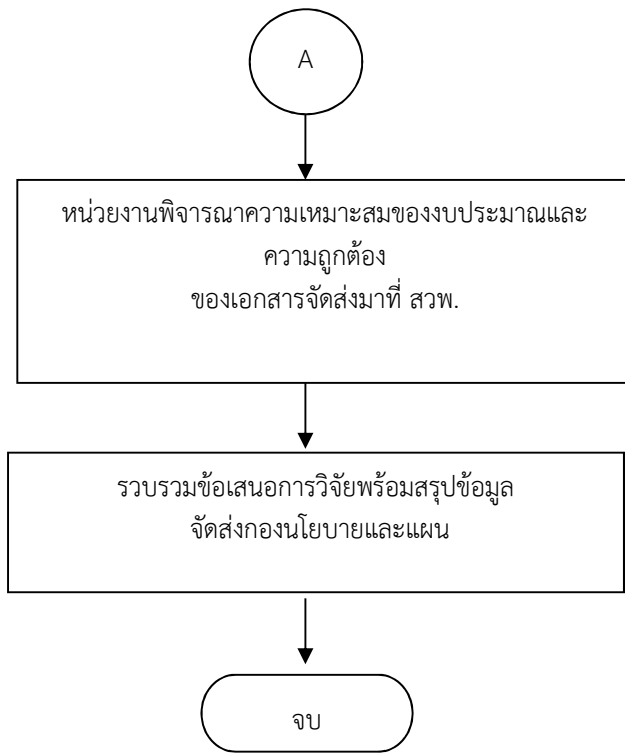 A
หน่วยงานพิจารณาความเหมาะสมของงบประมาณและ
ความถูกต้อง
ของเอกสารจัดส่งมาที่ สวพ.
รวบรวมข้อเสนอการวิจัยพร้อมสรุปข้อมูล
จัดส่งกองนโยบายและแผน
จบ